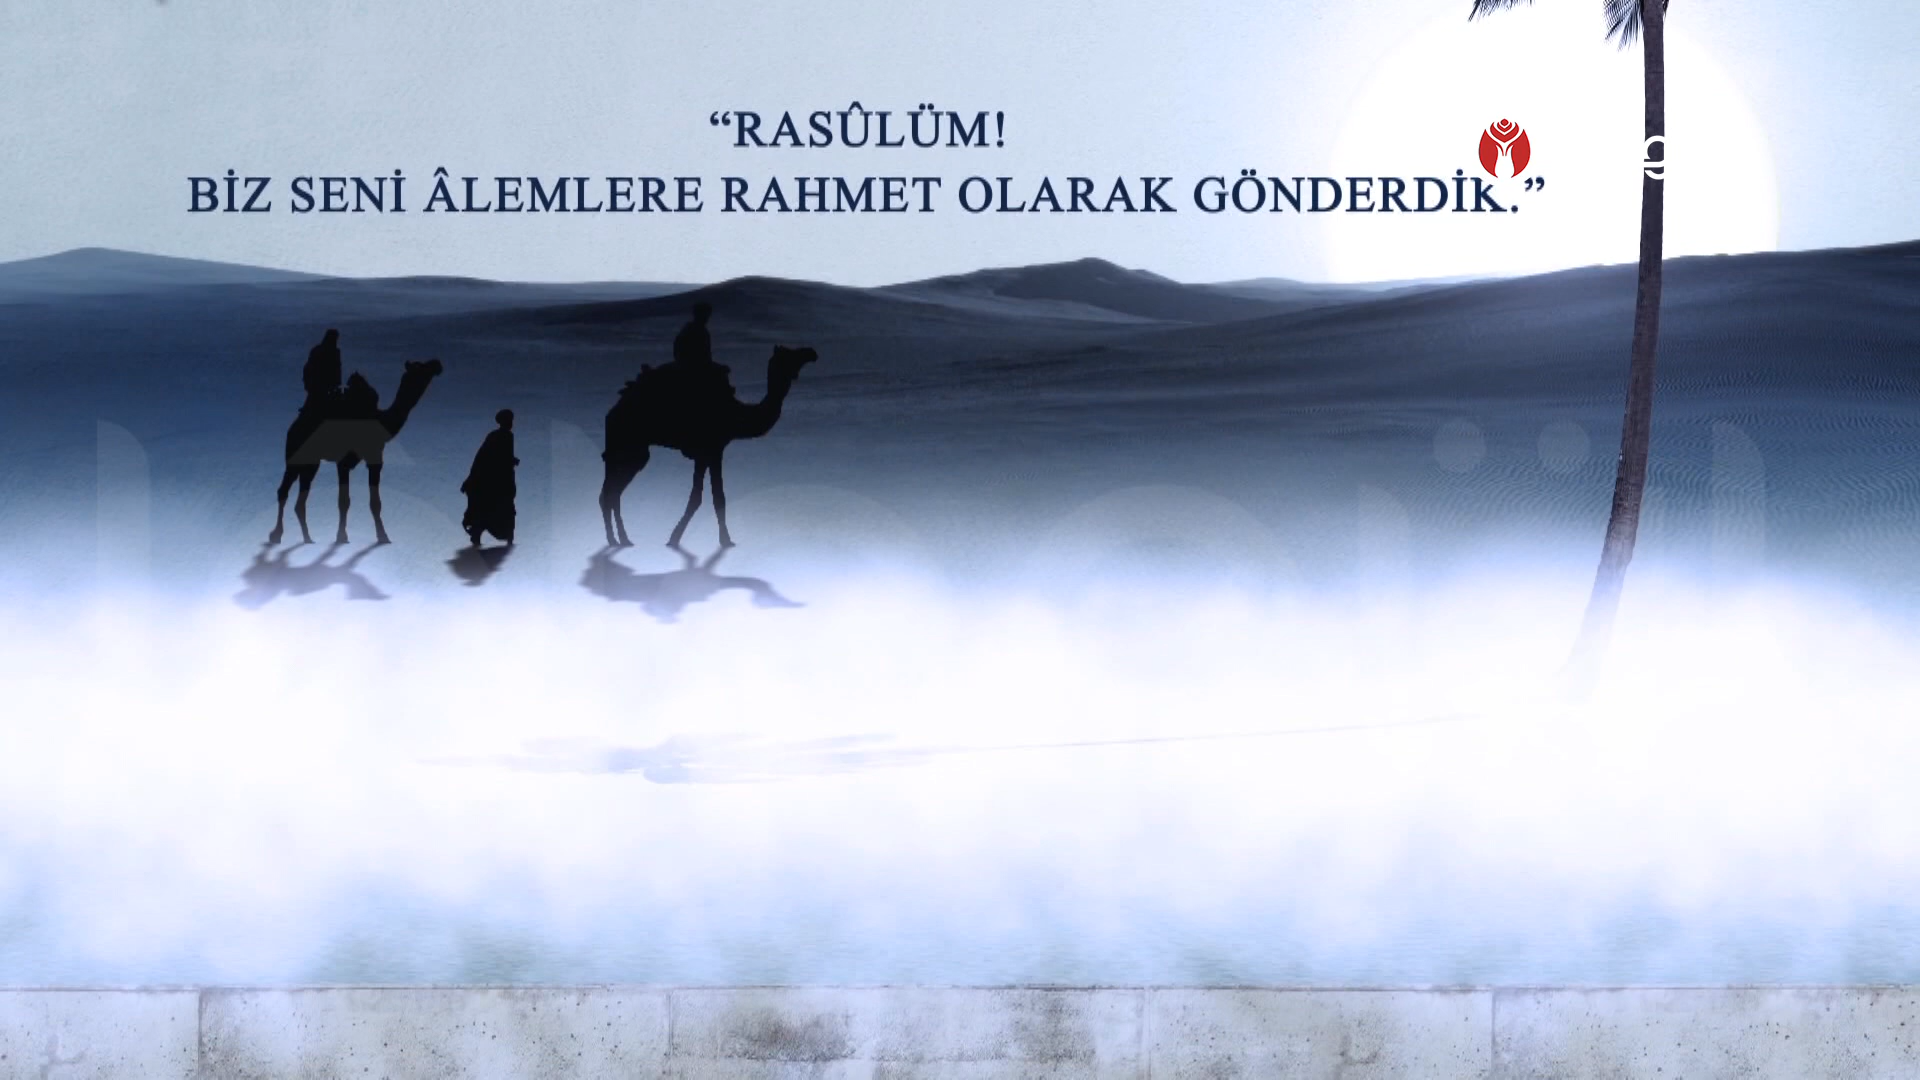 “RASÛLÜM!
BİZ SENİ ÂLEMLERE RAHMET OLARAK GÖNDERDİK.”